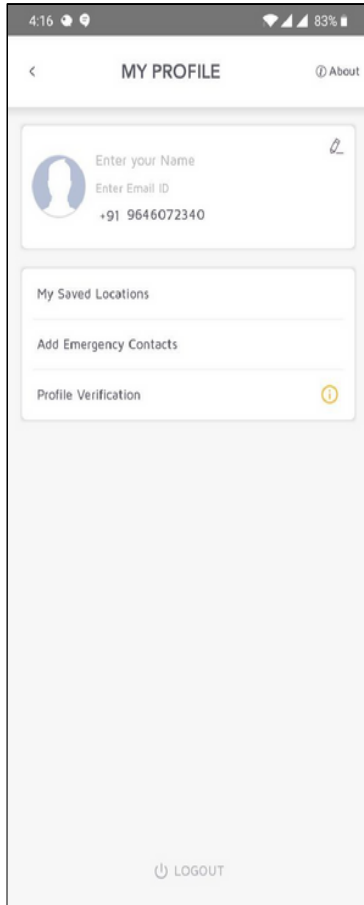 4:16 83%
MY PROFILE
About
Enter your Name
Enter Email ID
+91 9646072340
My Saved Locations
Add Emergency Contacts
Profile Verification
LOGOUT